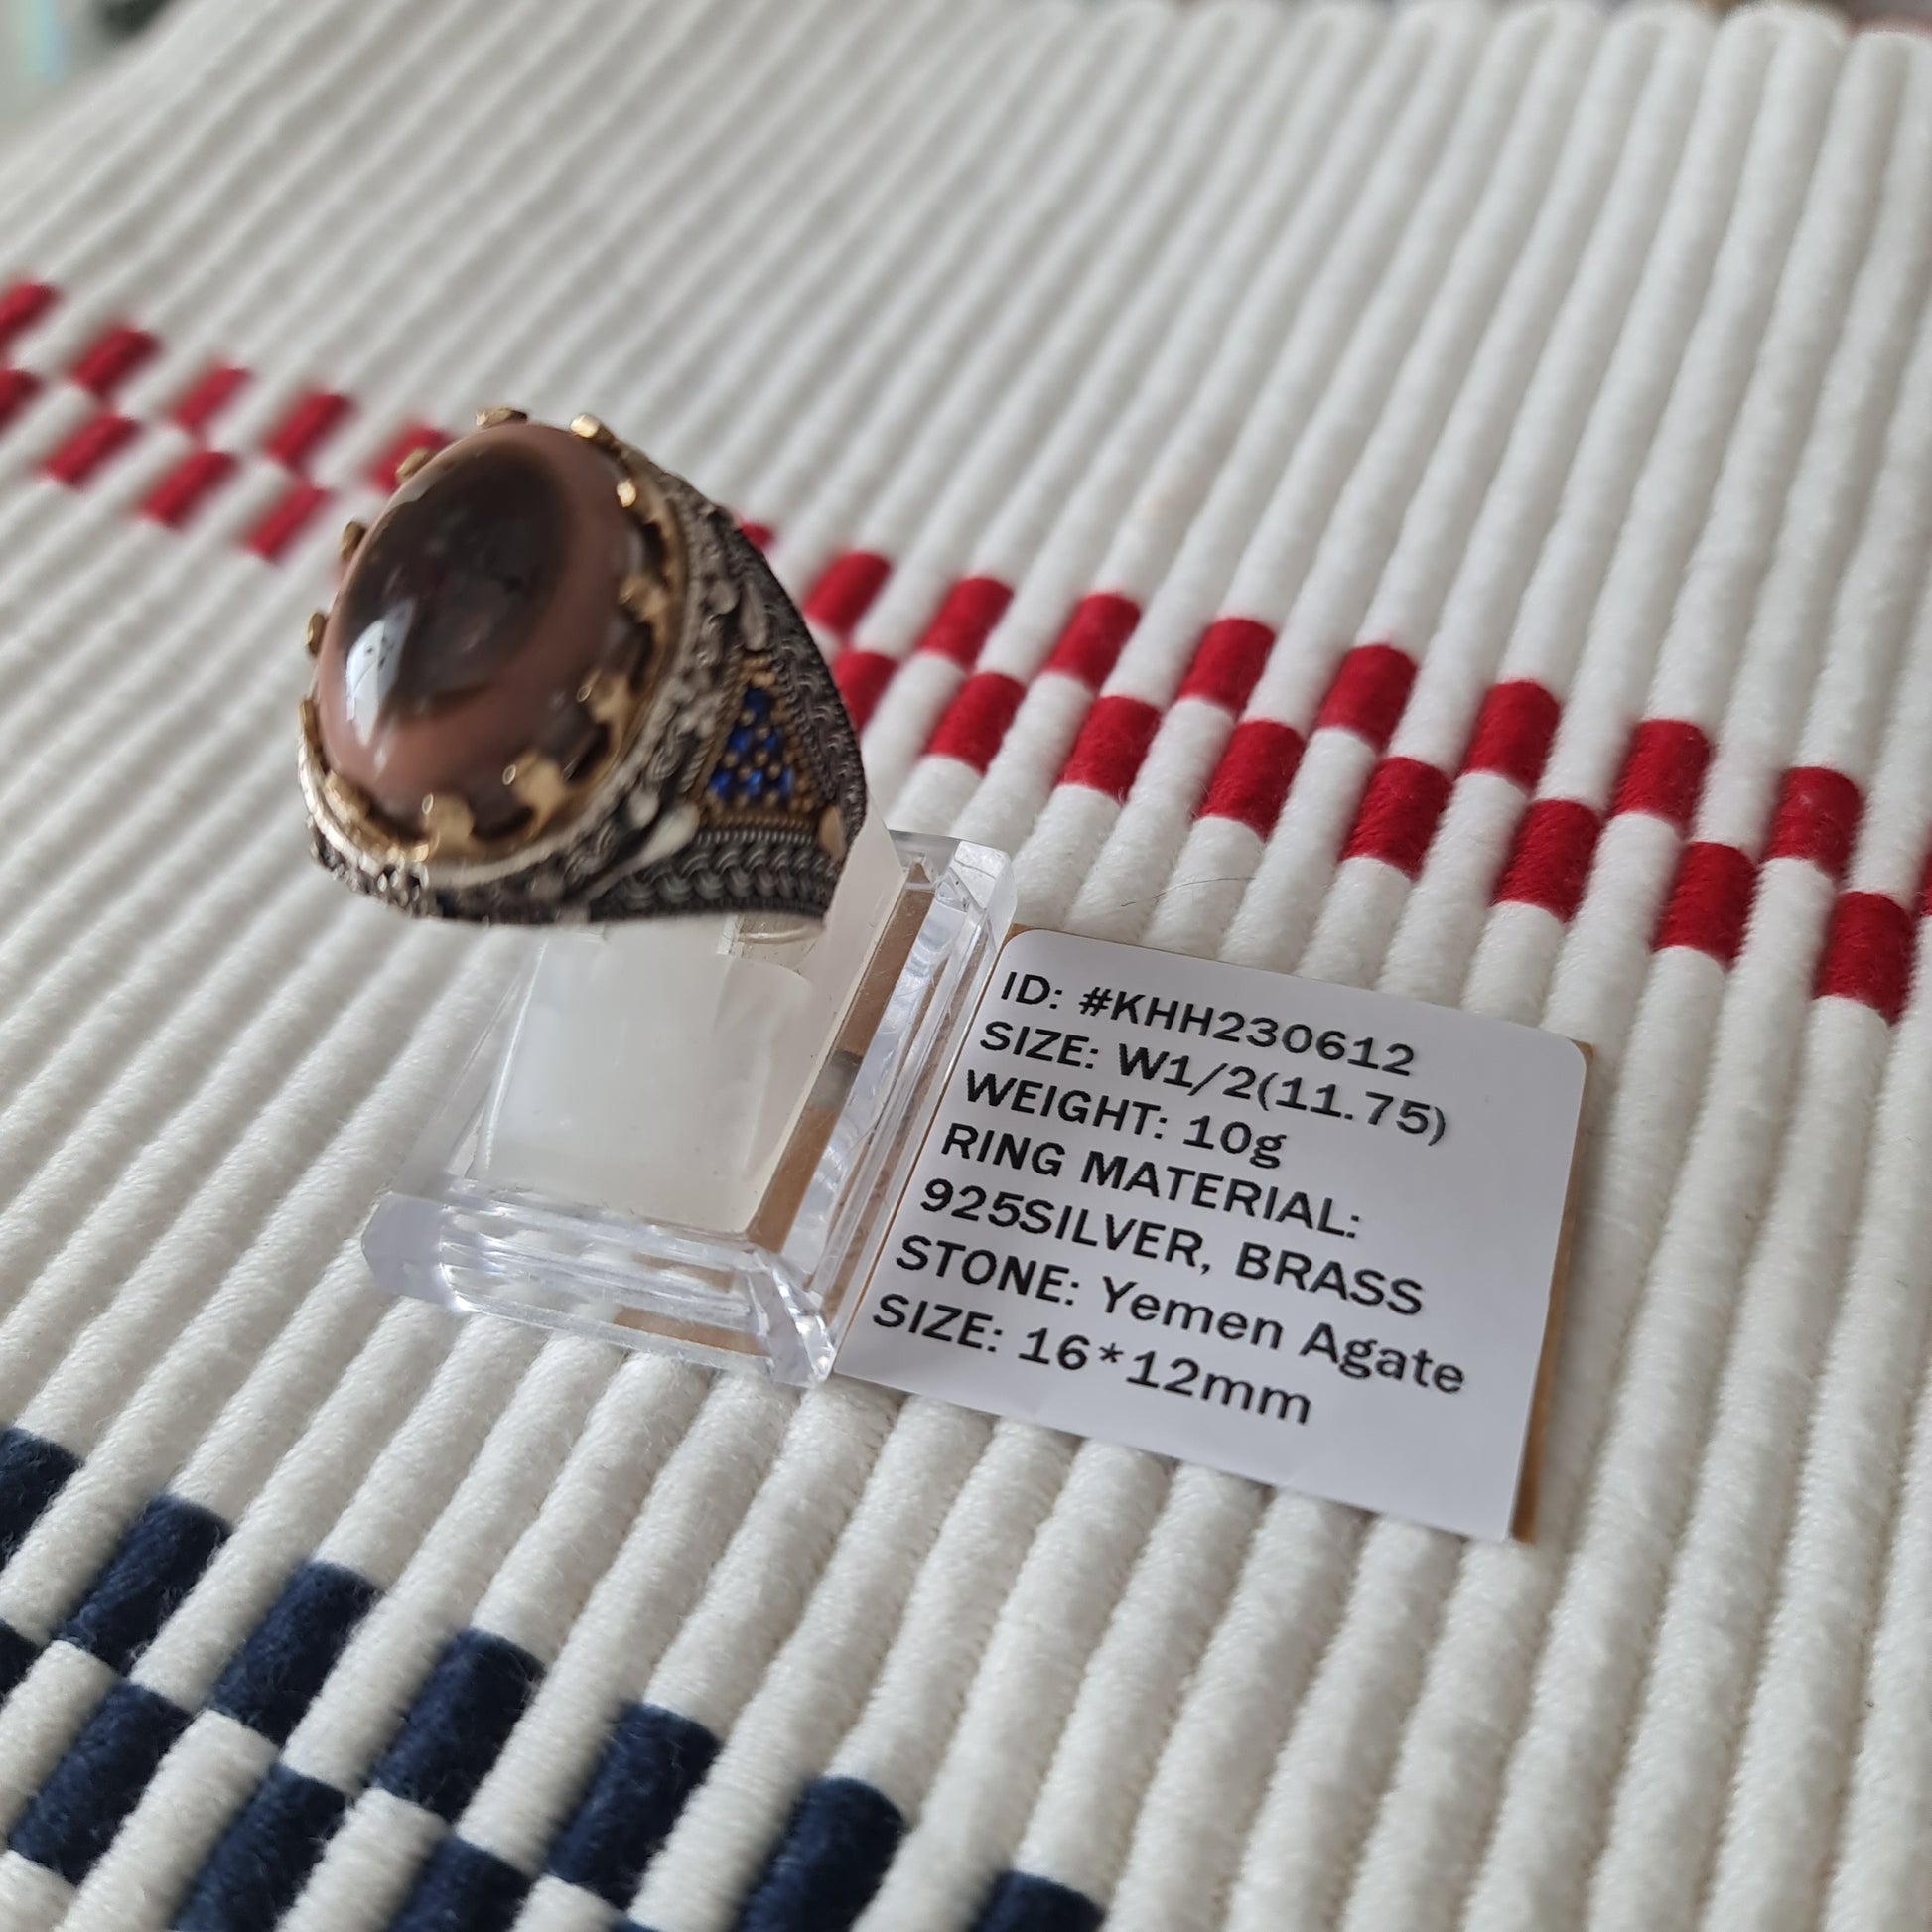 ID: #KHH230612
SIZE: W1/2(11.75)
WEIGHT: 10g
RING MATERIAL:
925SILVER, BRASS
STONE: Yemen Agate
SIZE: 16*12mm